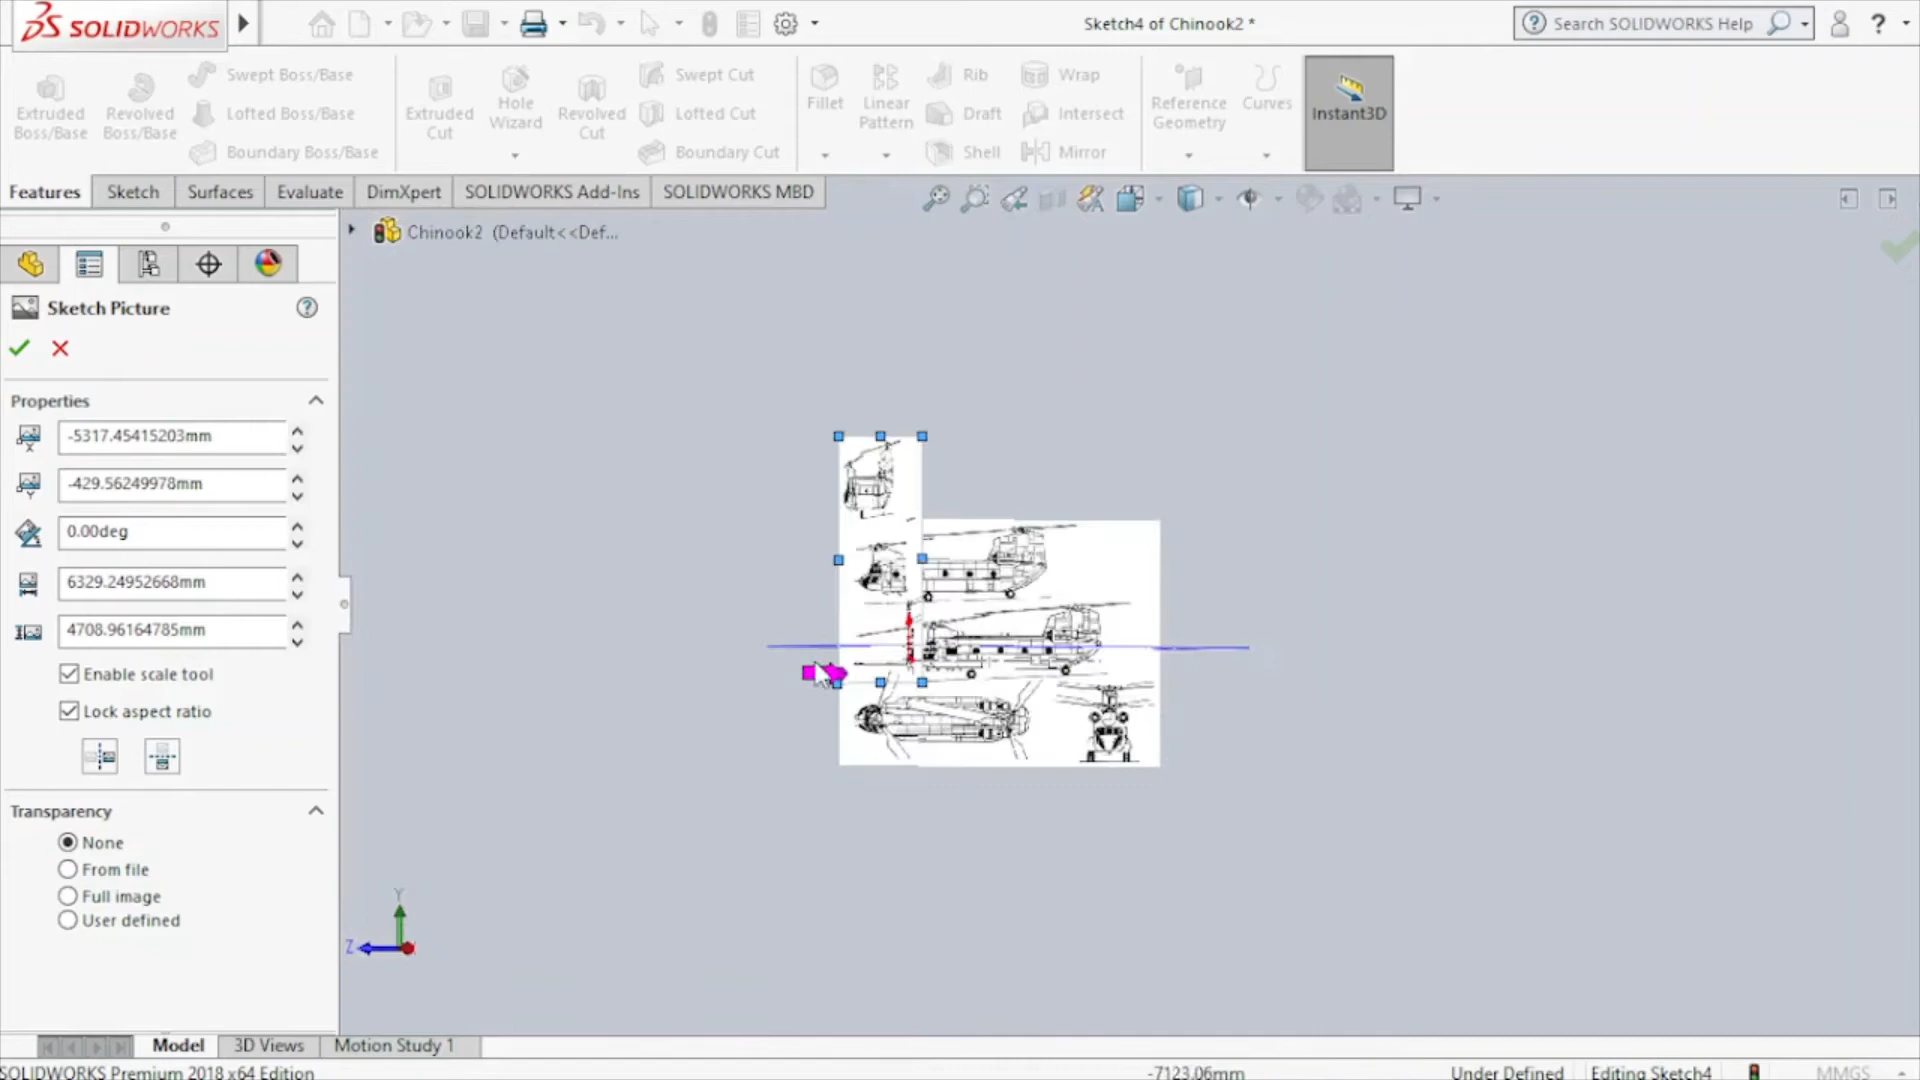 SOLIDWORKS
Sketch4 of Chinook2 *
Search SOLIDWORKS Help
?
Extruded Boss/Base
Revolved Boss/Base
Swept Boss/Base
Lofted Boss/Base
Boundary Boss/Base
Extruded Cut
Hole Wizard
Revolved Cut
Swept Cut
Lofted Cut
Boundary Cut
Fillet
Linear Pattern
Rib
Draft
Shell
Wrap
Intersect
Mirror
Reference Geometry
Curves
Instant3D
Features
Sketch
Surfaces
Evaluate
DimXpert
SOLIDWORKS Add-Ins
SOLIDWORKS MBD
Chinook2 (Default<<Def...
Sketch Picture
?
Properties
-5317.45415203mm
-429.56249978mm
0.00deg
6329.24952668mm
4708.96164785mm
Enable scale tool
Lock aspect ratio
Transparency
None
From file
Full image
User defined
Y
Z
Model
3D Views
Motion Study 1
SOLIDWORKS Premium 2018 x64 Edition
-7123.06mm
Under Defined
Editing Sketch4
MMGS